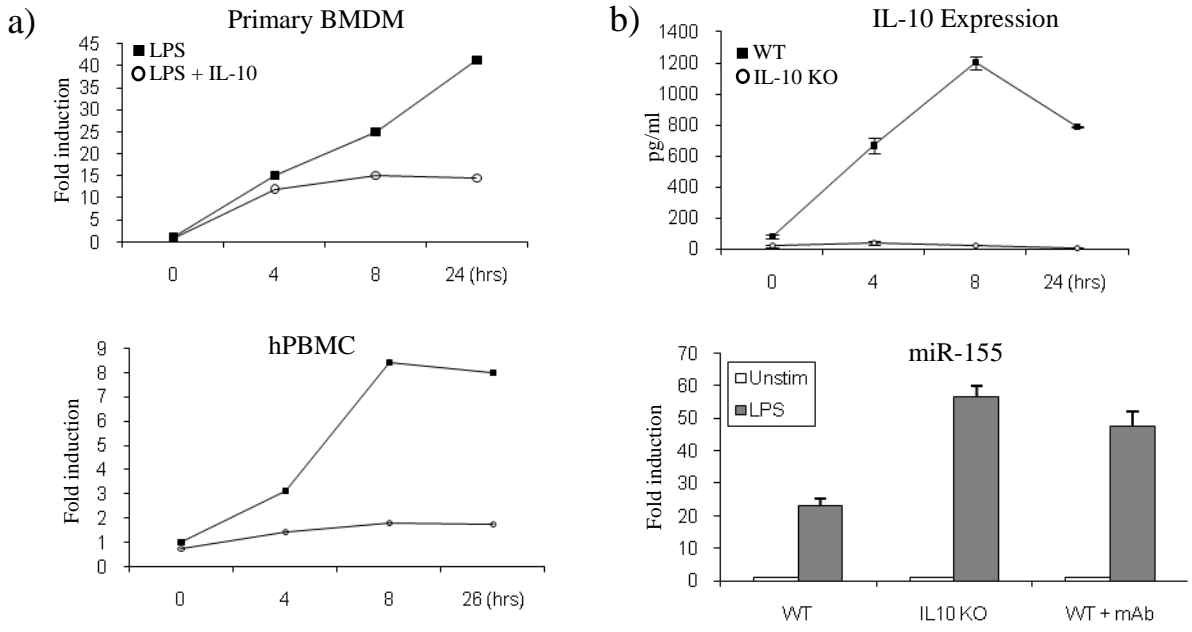 a)
Primary BMDM
LPS
LPS + IL-10
Fold induction
45
40
35
30
25
20
15
10
5
0
0 4 8 24 (hrs)
hPBMC
Fold induction
9
8
7
6
5
4
3
2
1
0
0 4 8 26 (hrs)
b)
IL-10 Expression
WT
IL-10 KO
pg/ml
1400
1200
1000
800
600
400
200
0
0 4 8 24 (hrs)
miR-155
Unstim
LPS
Fold induction
70
60
50
40
30
20
10
0
WT IL10 KO WT + mAb